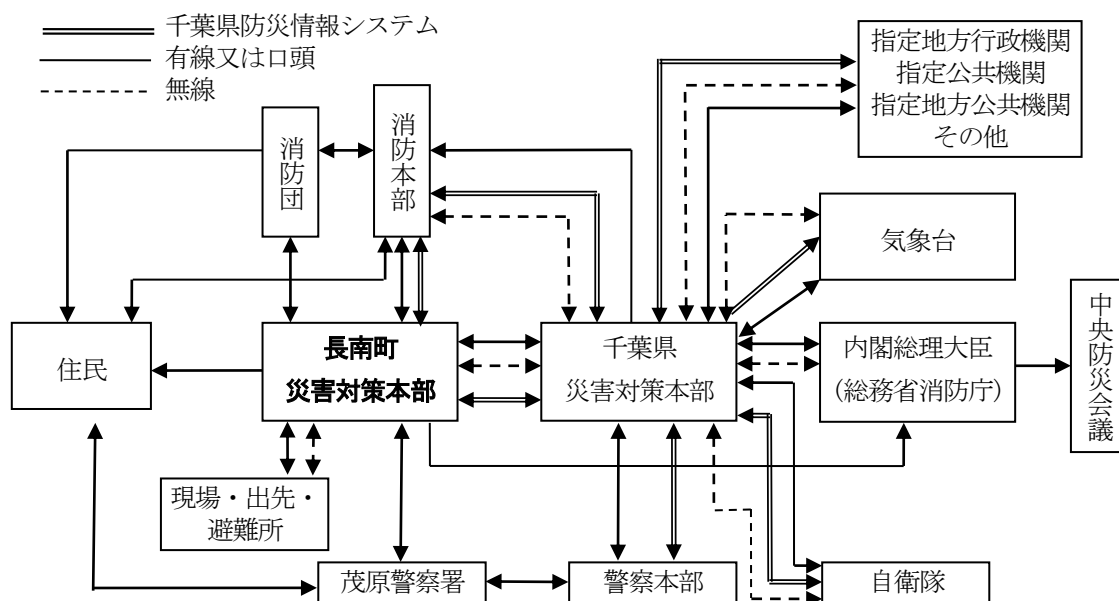 千葉県防災情報システム
有線又は口頭
無線
指定地方行政機関
指定公共機関
指定地方公共機関
その他
消防団
消防本部
気象台
中央防災会議
住民
長南町
災害対策本部
千葉県
災害対策本部
内閣総理大臣
(総務省消防庁)
現場・出先・
避難所
茂原警察署
警察本部
自衛隊